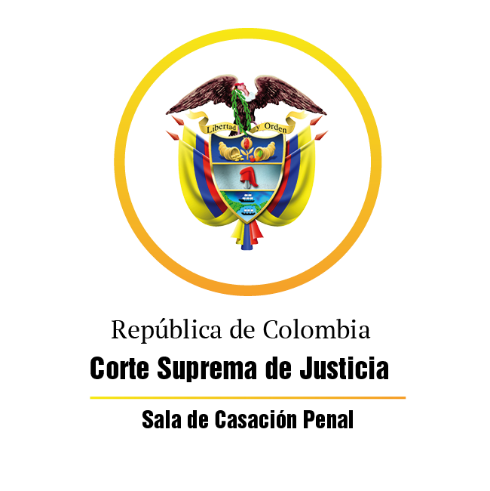 Libertad y Orden
República de Colombia
Corte Suprema de Justicia
Sala de Casación Penal